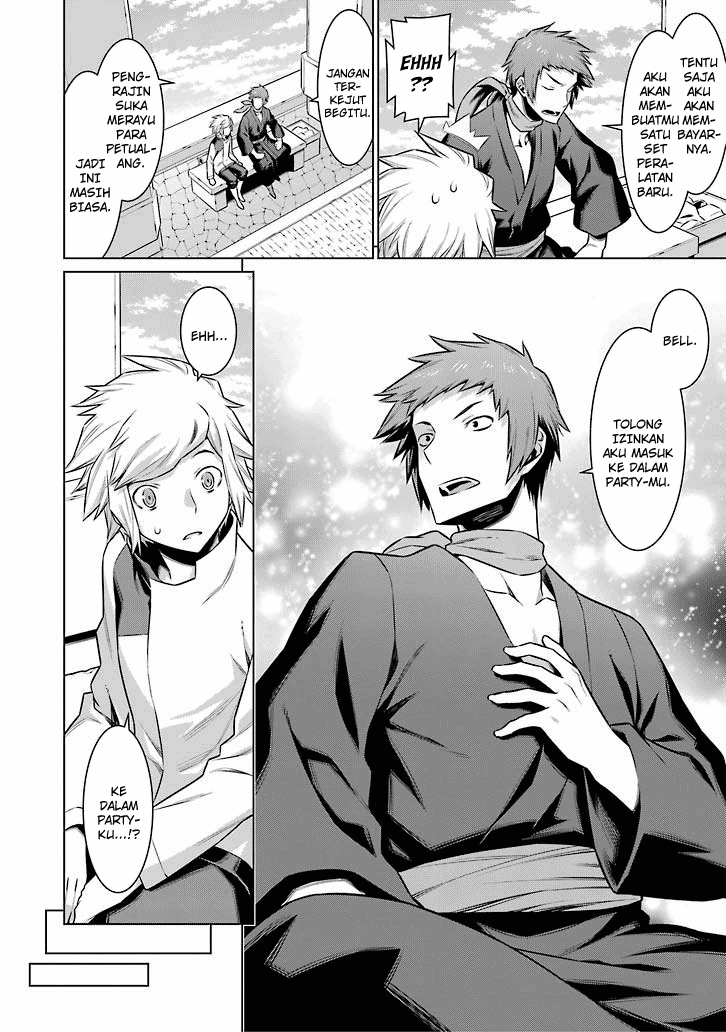 TENTU
SAJA AKU
AKAN
MEM-
BAYAR-
NYA.
AKU
AKAN
MEM-
BUATMU
SATU
SET
PERA-
LATAN
BARU.
EHHH
??
JANGAN
TER-
KEJUT
BEGITU.
PENG-
RAJIN
SUKA
MERAYU
PARA
PETUAL-
ANG.
JADI
INI
MASIH
BIASA.
BELL.
TOLONG
IZINKAN
AKU MASUK
KE DALAM
PARTY-MU.
EHH...
KE
DALAM
PARTY-
KU...!?